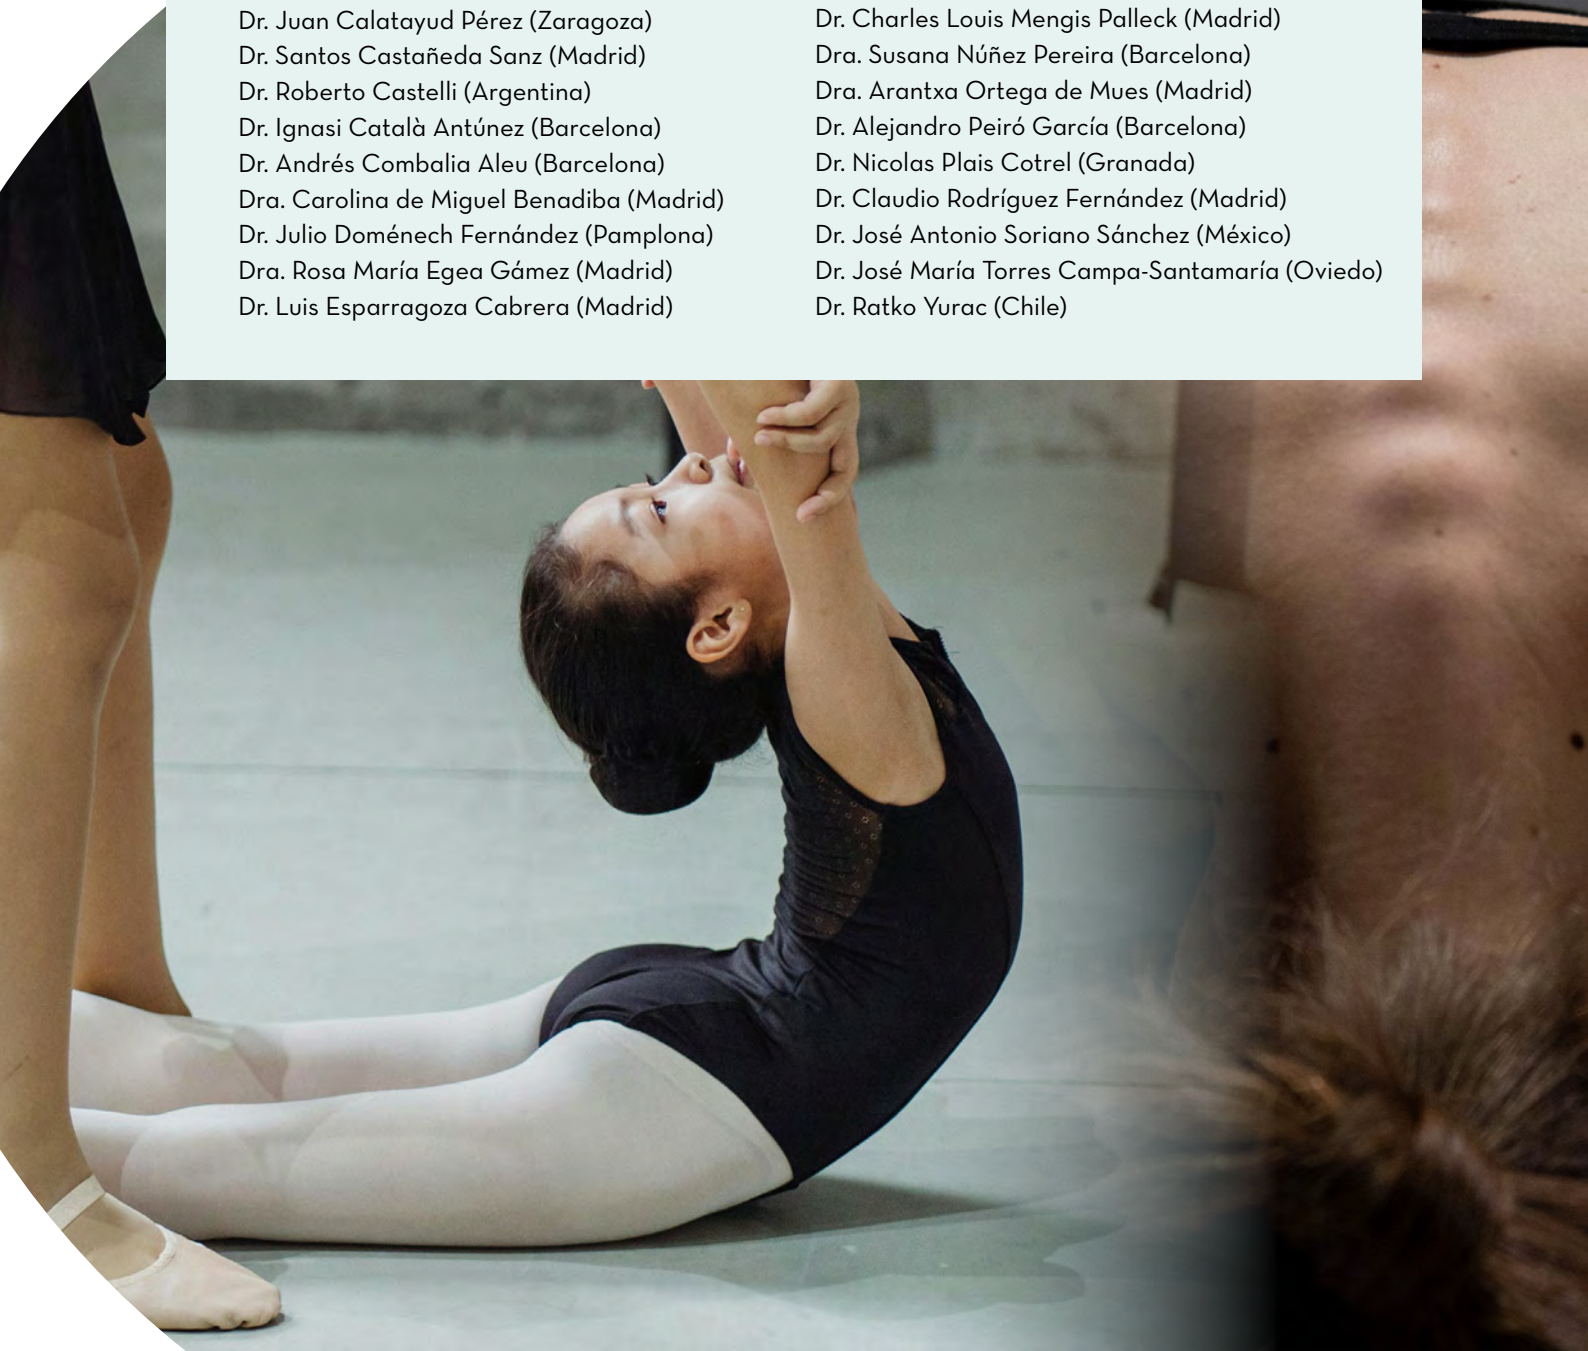 Dr. Juan Calatayud Pérez (Zaragoza)
Dr. Santos Castañeda Sanz (Madrid)
Dr. Roberto Castelli (Argentina)
Dr. Ignasi Català Antúnez (Barcelona)
Dr. Andrés Combalia Aleu (Barcelona)
Dra. Carolina de Miguel Benadiba (Madrid)
Dr. Julio Doménech Fernández (Pamplona)
Dra. Rosa María Egea Gámez (Madrid)
Dr. Luis Esparragoza Cabrera (Madrid)
Dr. Charles Louis Mengis Palleck (Madrid)
Dra. Susana Núñez Pereira (Barcelona)
Dra. Arantxa Ortega de Mues (Madrid)
Dr. Alejandro Peiró García (Barcelona)
Dr. Nicolas Plais Cotrel (Granada)
Dr. Claudio Rodríguez Fernández (Madrid)
Dr. José Antonio Soriano Sánchez (México)
Dr. José María Torres Campa-Santamaría (Oviedo)
Dr. Ratko Yurac (Chile)